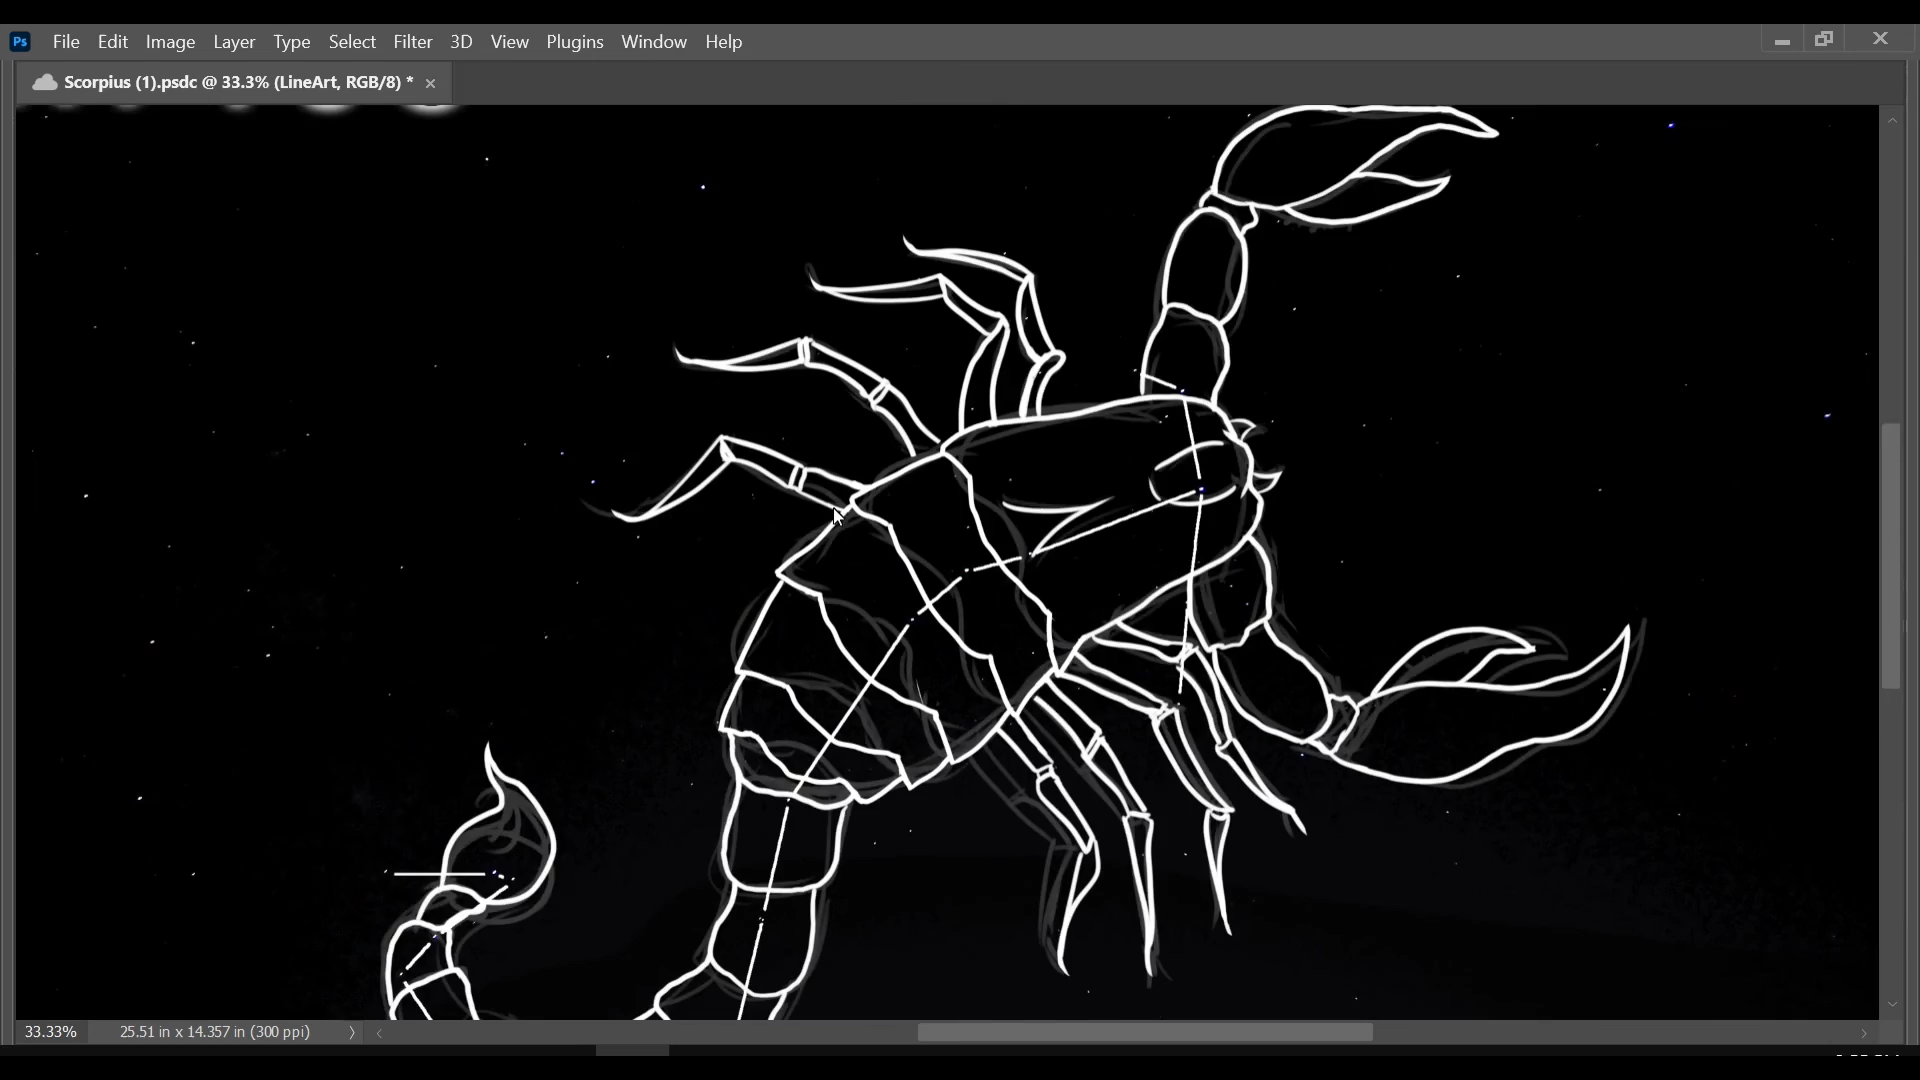 Ps File Edit Image Layer Type Select Filter 3D View Plugins Window Help
Scorpius (1).psdc @ 33.3% (LineArt, RGB/8) *
33.33% 25.51 in x 14.357 in (300 ppi)